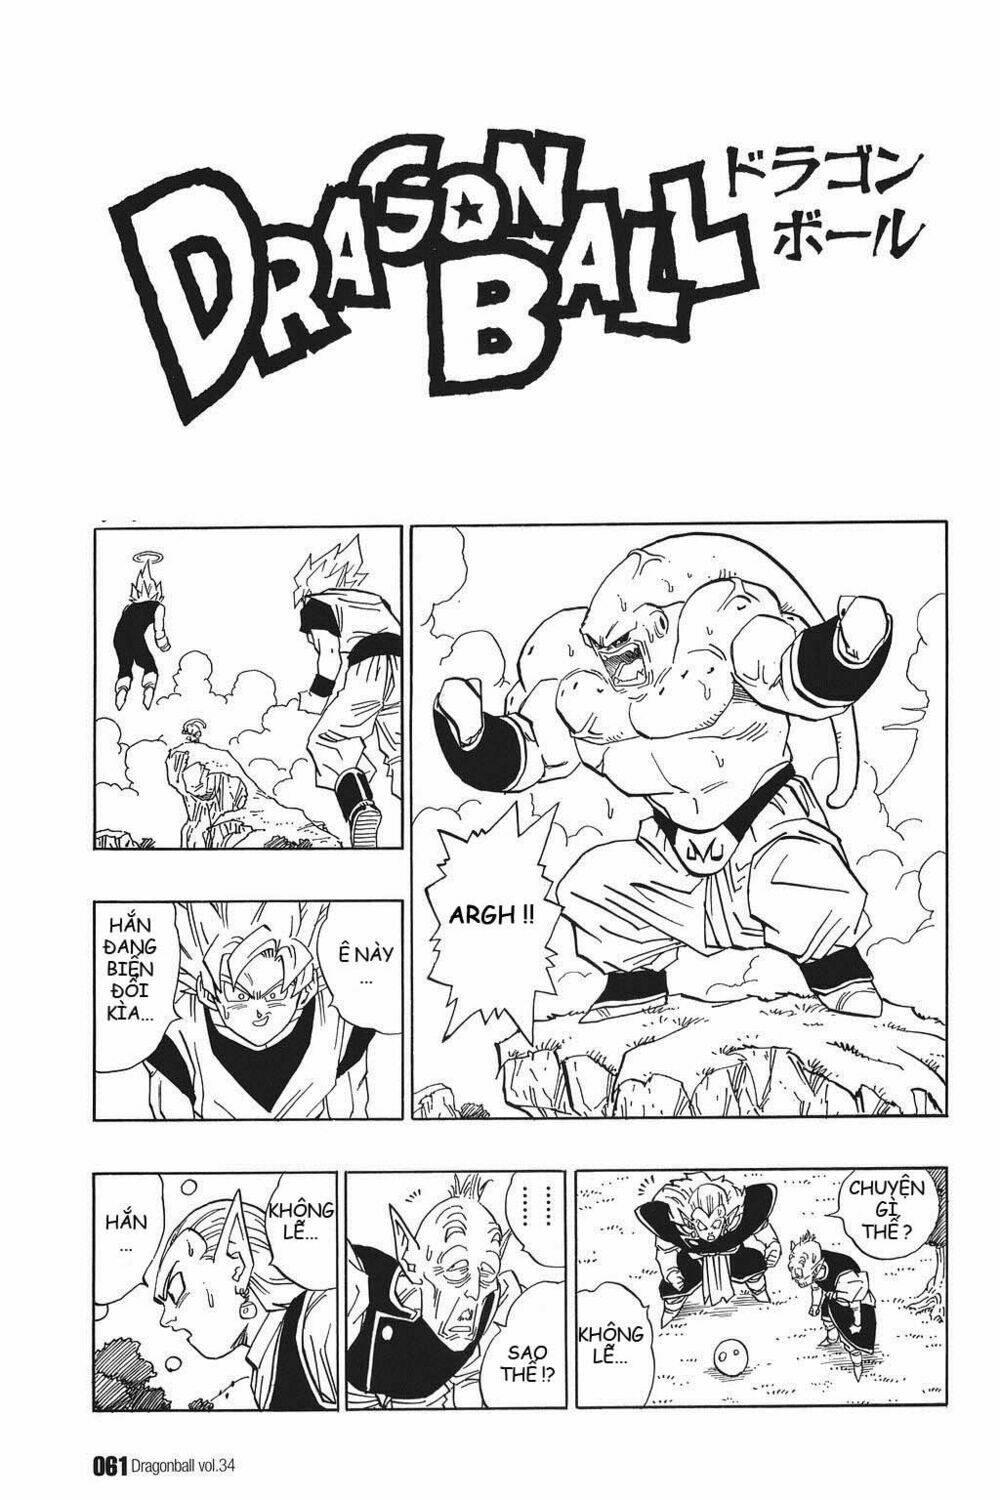 DRAGON
BALL
ドラゴン
ボール
ARGH !!
Ê NÀY
...
HẮN
ĐANG
BIẾN
ĐỔI
KÌA...
CHUYỆN
GÌ
THẾ ?
KHÔNG
LẼ...
......
SAO
THẾ !?
KHÔNG
LẼ...
HẮN
...
061 Dragonball vol.34